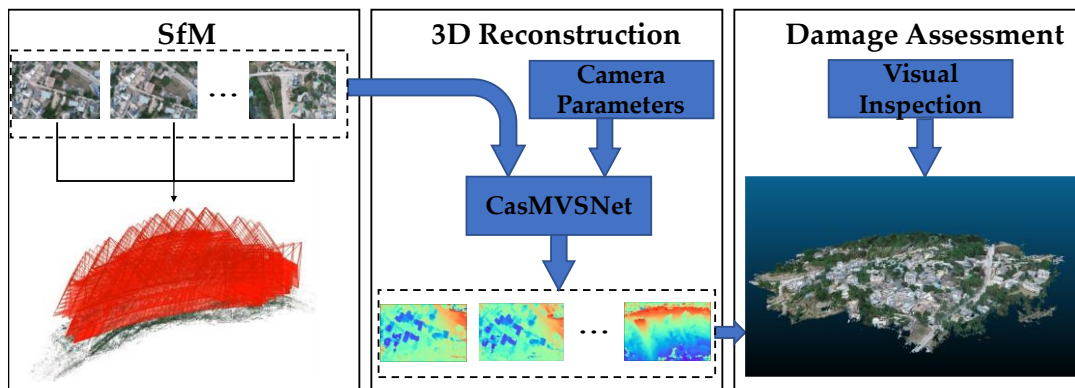 SfM
3D Reconstruction
Damage Assessment
Camera
Parameters
Visual
Inspection
CasMVSNet